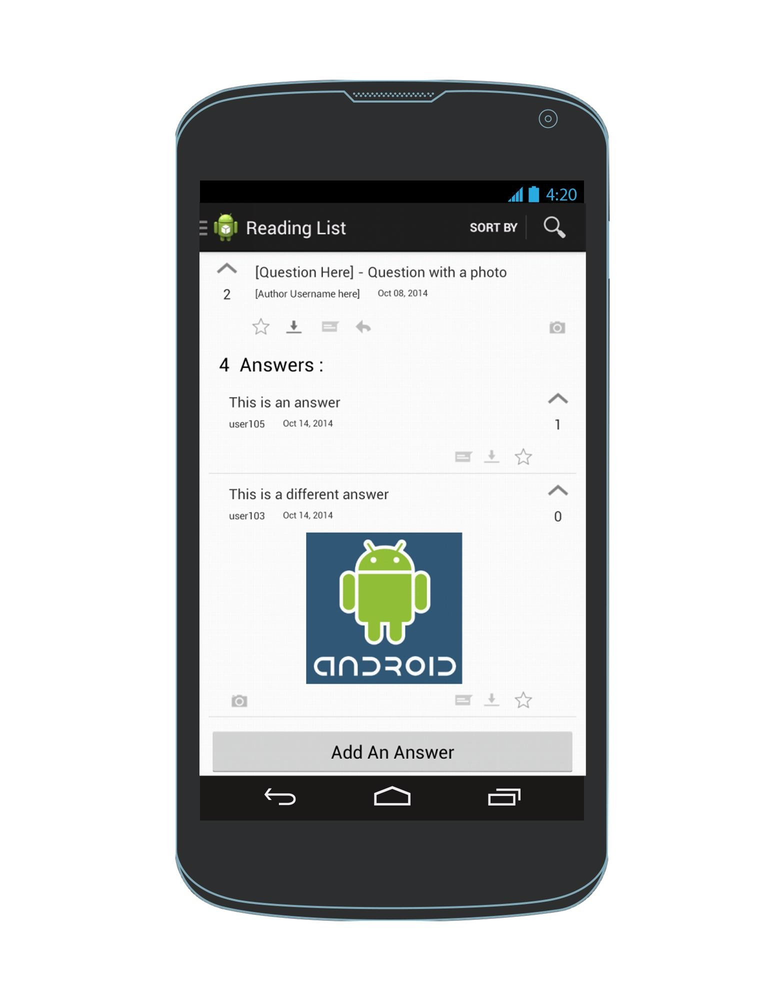 4:20
Reading List SORT BY
[Question Here] - Question with a photo
2 [Author Username here] Oct 08, 2014
4 Answers :
This is an answer
user105 Oct 14, 2014 1
This is a different answer
user103 Oct 14, 2014 0
ANDROID
Add An Answer